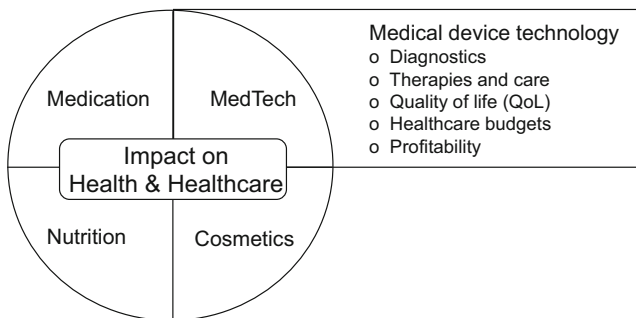 Medication
MedTech
Impact on
Health & Healthcare
Nutrition
Cosmetics
Medical device technology
o Diagnostics
o Therapies and care
o Quality of life (QoL)
o Healthcare budgets
o Profitability